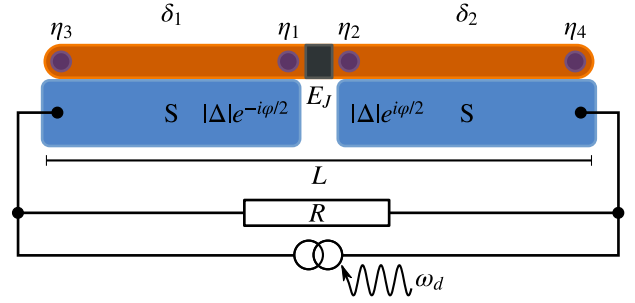 δ₁ δ₂
η₃ η₁ η₂ η₄
E_J
S |Δ|e^{-iφ/2} |Δ|e^{iφ/2} S
L
R
ω_d